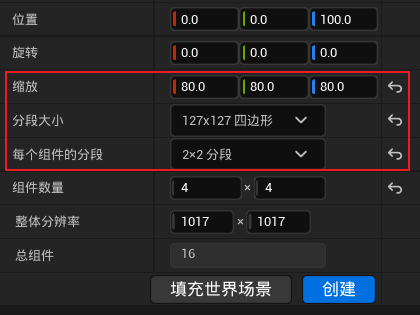 位置 0.0 0.0 100.0
旋转 0.0 0.0 0.0
缩放 80.0 80.0 80.0
分段大小 127x127 四边形
每个组件的分段 2×2 分段
组件数量 4 × 4
整体分辨率 1017 × 1017
总组件 16
填充世界场景 创建